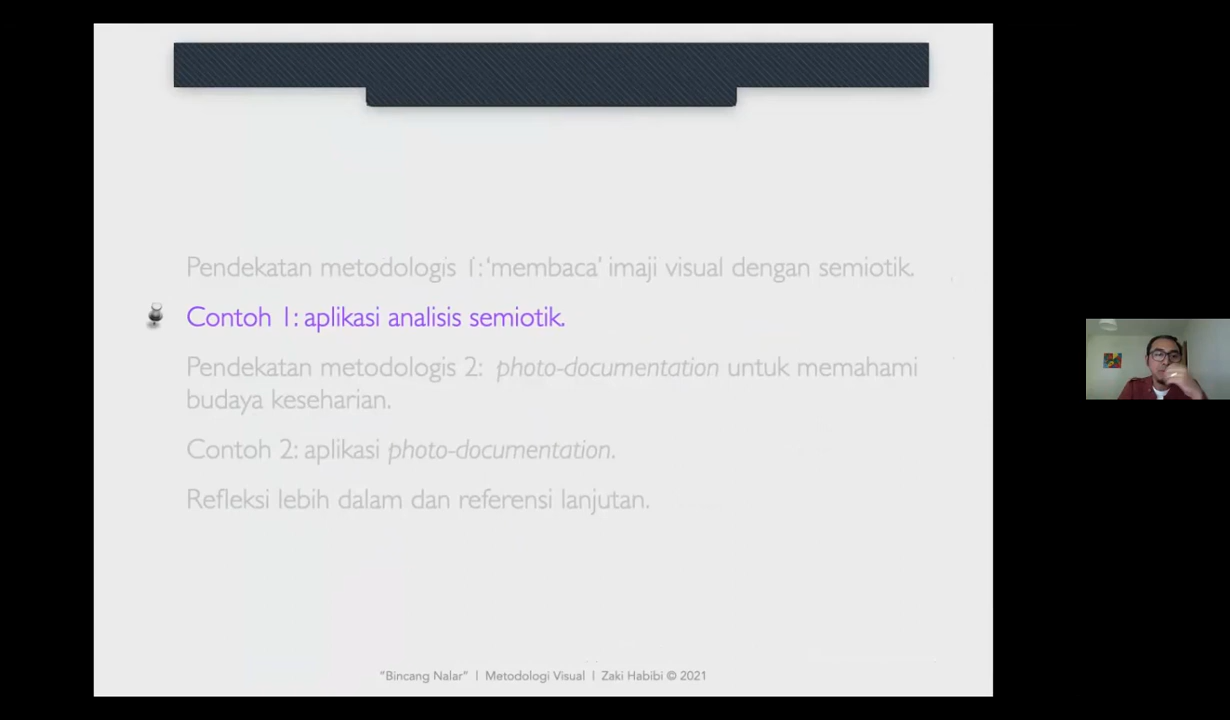 Pendekatan metodologis 1: 'membaca' imaji visual dengan semiotik.
Contoh 1: aplikasi analisis semiotik.
Pendekatan metodologis 2: photo-documentation untuk memahami
budaya keseharian.
Contoh 2: aplikasi photo-documentation.
Refleksi lebih dalam dan referensi lanjutan.
"Bincang Nalar" | Metodologi Visual | Zaki Habibi © 2021